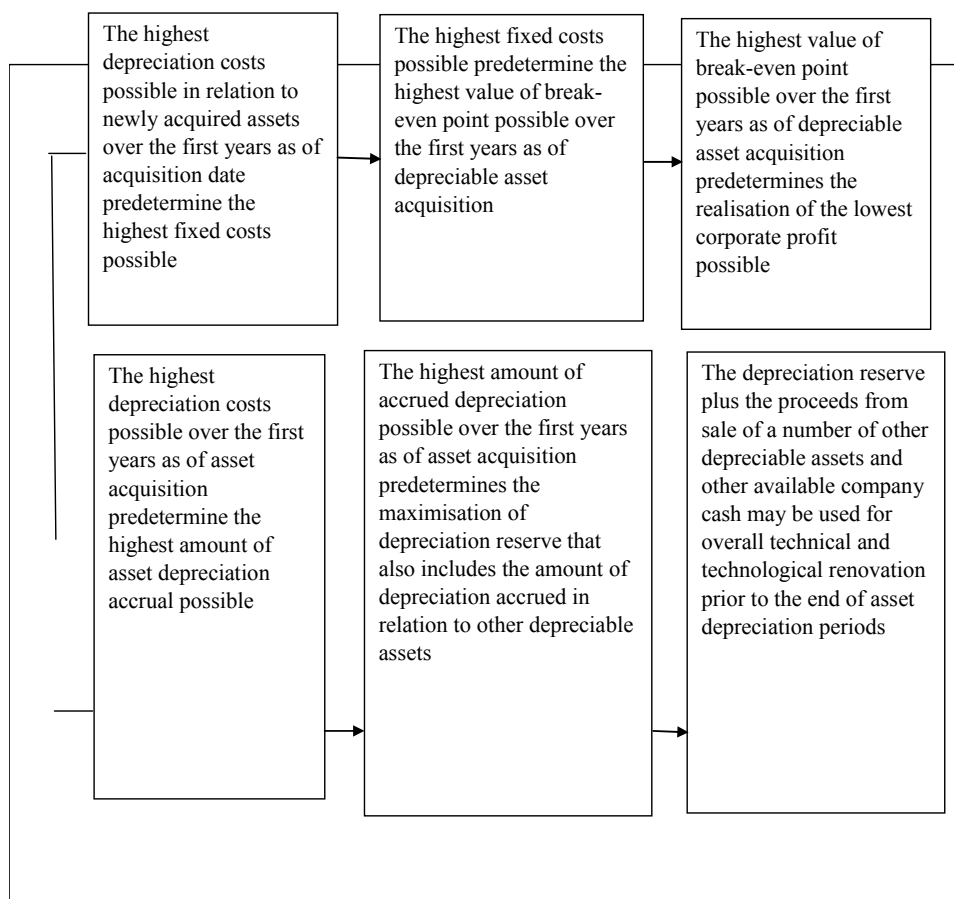 The highest
depreciation costs
possible in relation to
newly acquired assets
over the first years as of
acquisition date
predetermine the
highest fixed costs
possible
The highest fixed costs
possible predetermine the
highest value of break-
even point possible over
the first years as of
depreciable asset
acquisition
The highest value of
break-even point
possible over the first
years as of depreciable
asset acquisition
predetermines the
realisation of the lowest
corporate profit
possible
The highest
depreciation costs
possible over the first
years as of asset
acquisition
predetermine the
highest amount of
asset depreciation
accrual possible
The highest amount of
accrued depreciation
possible over the first years
as of asset acquisition
predetermines the
maximisation of
depreciation reserve that
also includes the amount of
depreciation accrued in
relation to other depreciable
assets
The depreciation reserve
plus the proceeds from
sale of a number of other
depreciable assets and
other available company
cash may be used for
overall technical and
technological renovation
prior to the end of asset
depreciation periods